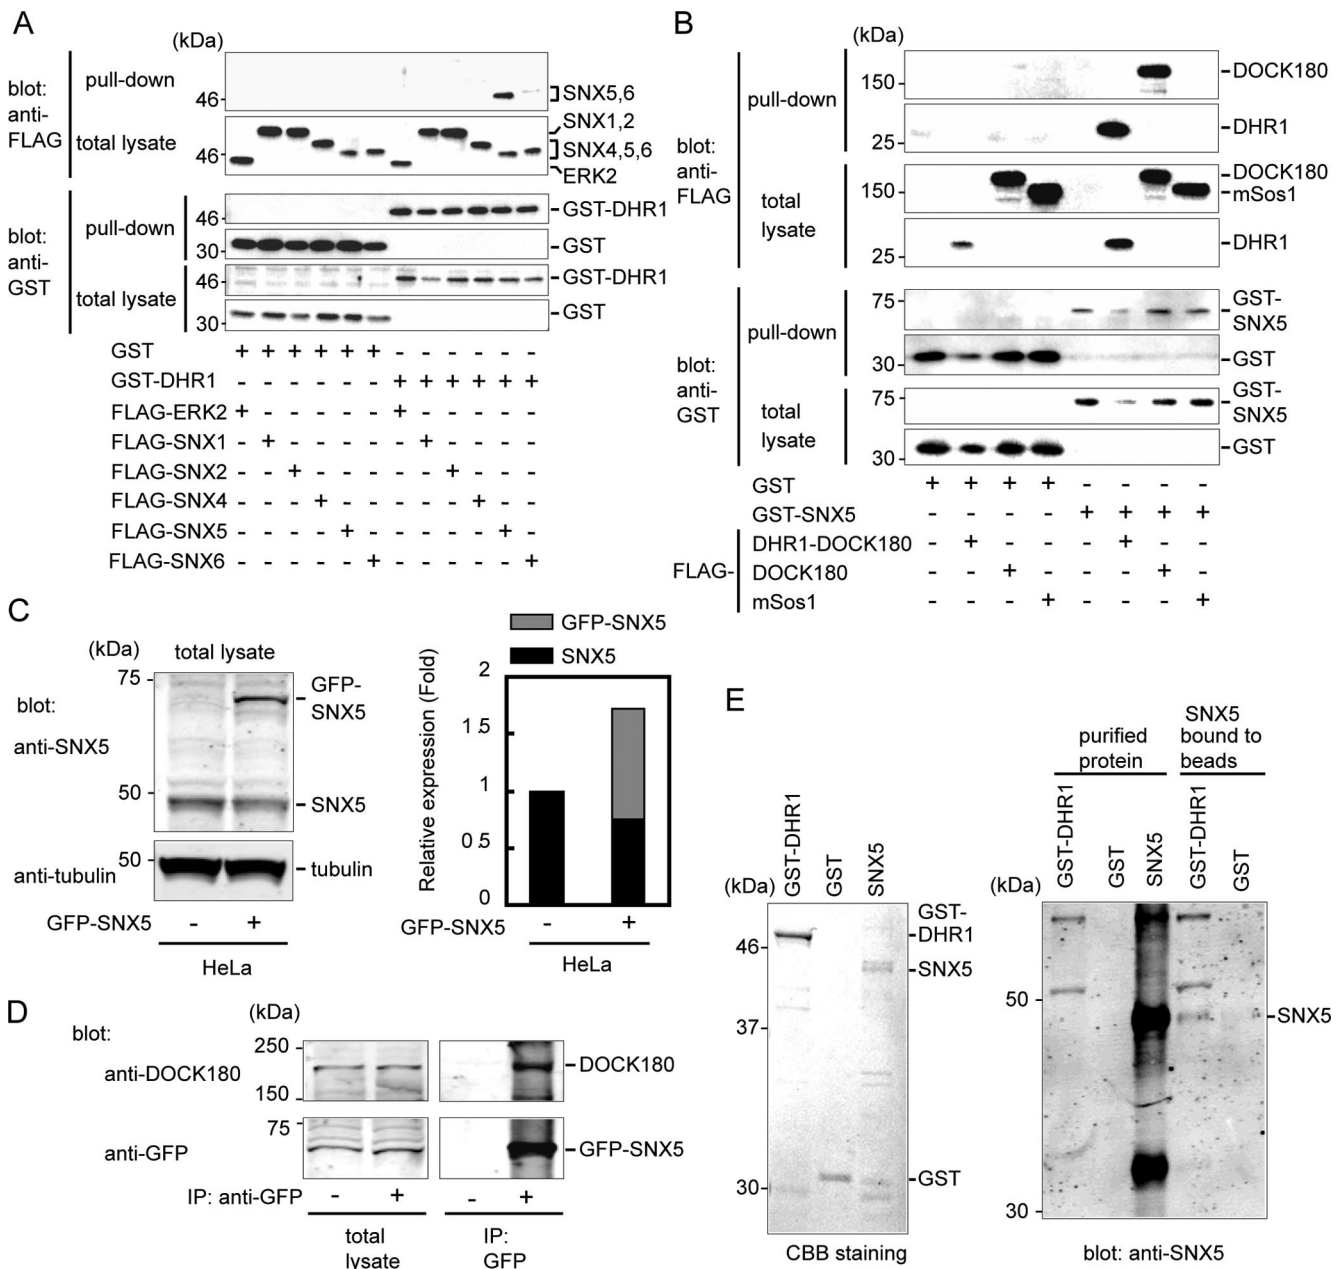 A
(kDa)
blot:
anti-
FLAG
pull-down
46
SNX5,6
total lysate
46
SNX1,2
SNX4,5,6
ERK2
blot:
anti-
GST
pull-down
46
GST-DHR1
30
GST
total lysate
46
GST-DHR1
30
GST
GST + + + + + + - - - - - -
GST-DHR1 - - - - - - + + + + + +
FLAG-ERK2 + - - - - - + - - - - -
FLAG-SNX1 - + - - - - - + - - - -
FLAG-SNX2 - - + - - - - - + - - -
FLAG-SNX4 - - - + - - - - - + - -
FLAG-SNX5 - - - - + - - - - - + -
FLAG-SNX6 - - - - - + - - - - - +
B
(kDa)
blot:
anti-
FLAG
pull-down
150
DOCK180
25
DHR1
total
lysate
150
DOCK180
mSos1
25
DHR1
blot:
anti-
GST
pull-down
75
GST-
SNX5
30
GST
total
lysate
75
GST-
SNX5
30
GST
GST + + + + - - - -
GST-SNX5 - - - - + + + +
FLAG-
DHR1-DOCK180 - + - - - + - -
DOCK180 - - + - - - + -
mSos1 - - - + - - - +
C
(kDa)
total lysate
blot:
anti-SNX5
75
50
GFP-
SNX5
SNX5
anti-tubulin
50
tubulin
GFP-SNX5 - +
HeLa
GFP-SNX5
SNX5
Relative expression (Fold)
2
1.5
1
0.5
0
GFP-SNX5 - +
HeLa
D
blot:
(kDa)
anti-DOCK180
250
150
DOCK180
anti-GFP
75
GFP-SNX5
IP: anti-GFP - + - +
total
lysate
IP:
GFP
E
(kDa)
GST-DHR1
GST
SNX5
46
37
30
GST-
DHR1
SNX5
GST
CBB staining
purified
protein
SNX5
bound to
beads
(kDa)
GST-DHR1
GST
SNX5
GST-DHR1
GST
50
30
SNX5
blot: anti-SNX5